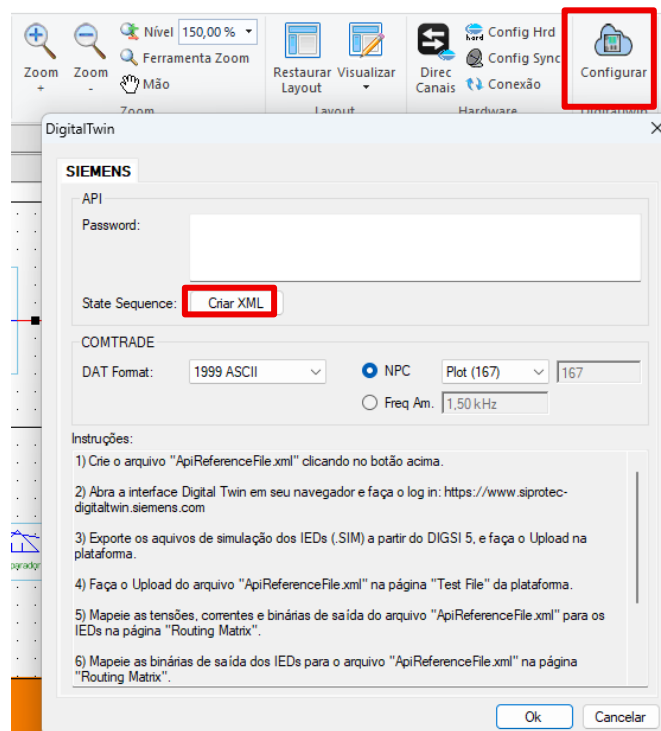 Nível 150,00 %
Ferramenta Zoom
Mão
Zoom +
Zoom -
Zoom
Restaurar Layout
Visualizar
Layout
Direc Canais
Config Hrd
Config Sync
Conexão
Hardware
Configurar
DigitalTwin
DigitalTwin
SIEMENS
API
Password:
State Sequence: Criar XML
COMTRADE
DAT Format: 1999 ASCII NPC Plot (167) 167
Freq Am. 1,50 kHz
Instruções:
1) Crie o arquivo "ApiReferenceFile.xml" clicando no botão acima.
2) Abra a interface Digital Twin em seu navegador e faça o log in: https://www.siprotec-
digitaltwin.siemens.com
3) Exporte os aquivos de simulação dos IEDs (.SIM) a partir do DIGSI 5, e faça o Upload na
plataforma.
4) Faça o Upload do arquivo "ApiReferenceFile.xml" na página "Test File" da plataforma.
5) Mapeie as tensões, correntes e binárias de saída do arquivo "ApiReferenceFile.xml" para os
IEDs na página "Routing Matrix".
6) Mapeie as binárias de saída dos IEDs para o arquivo "ApiReferenceFile.xml" na página
"Routing Matrix".
Ok Cancelar